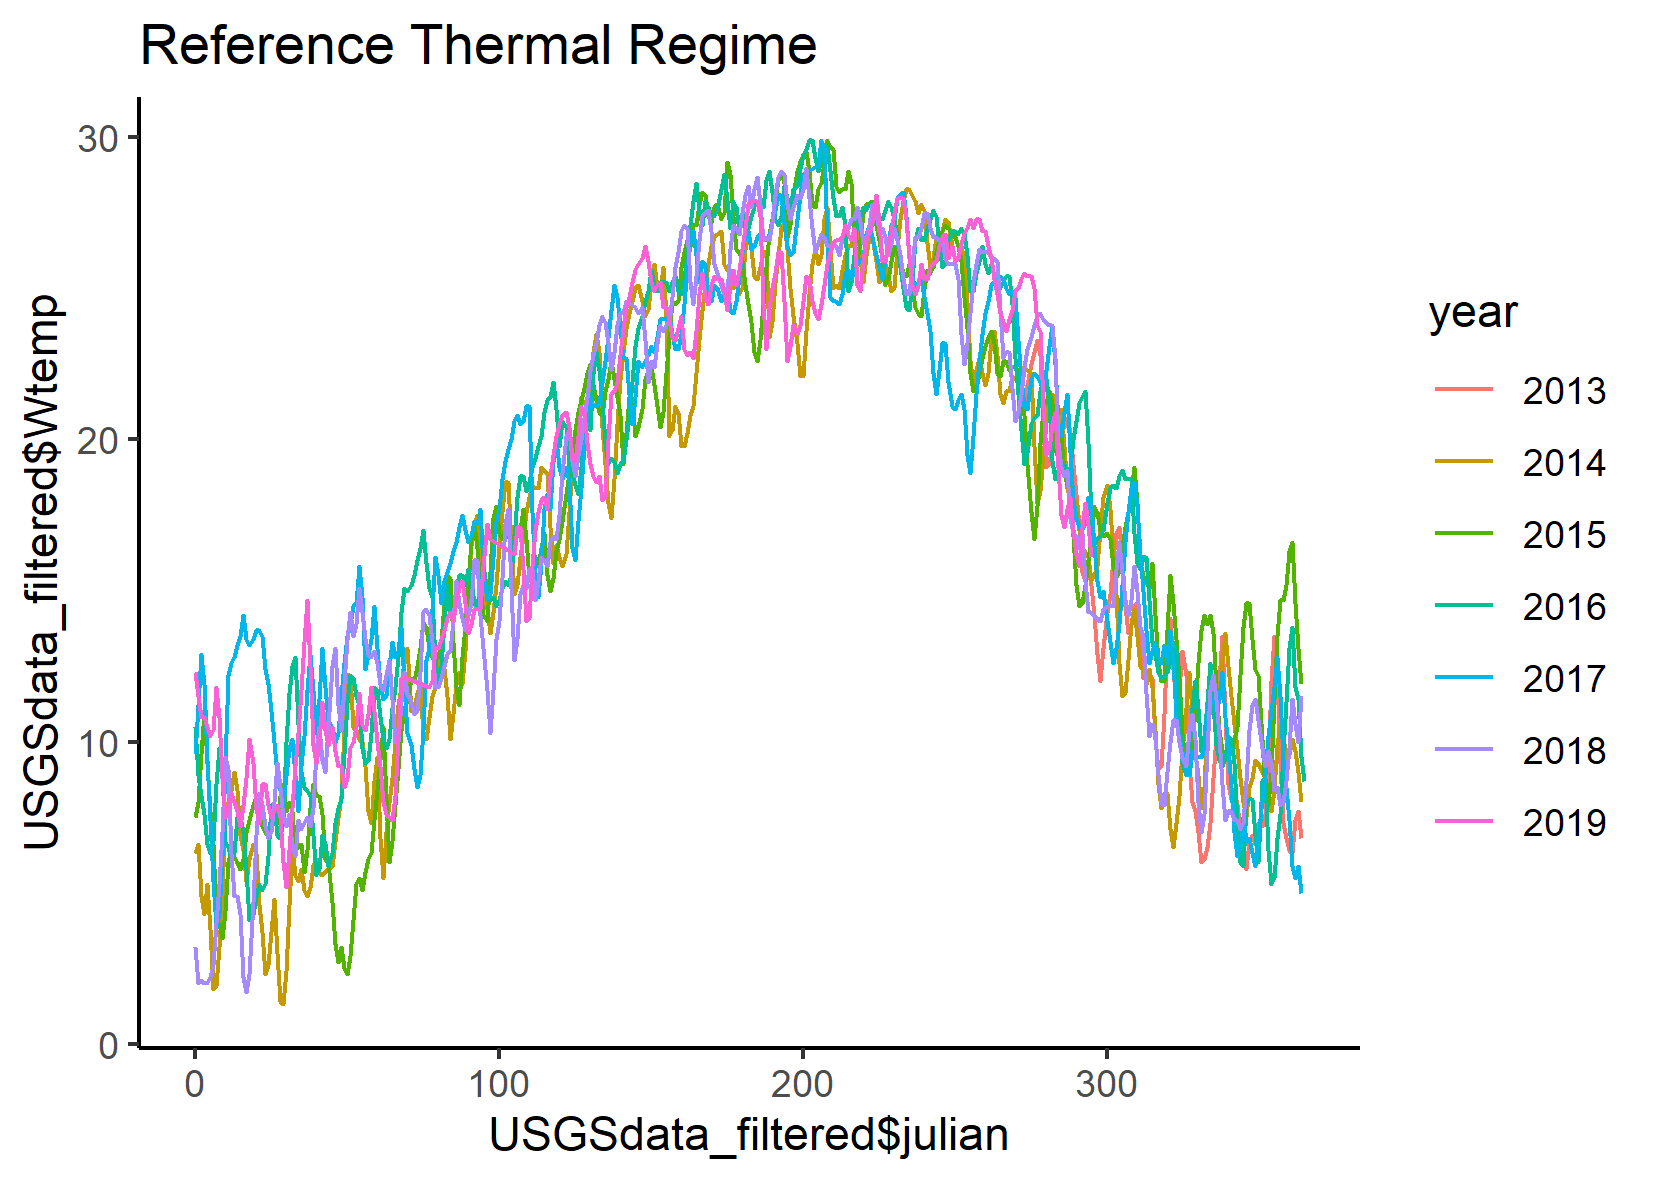 Reference Thermal Regime
USGSdata_filtered$Wtemp
30
20
10
0
0 100 200 300
USGSdata_filtered$julian
year
2013
2014
2015
2016
2017
2018
2019